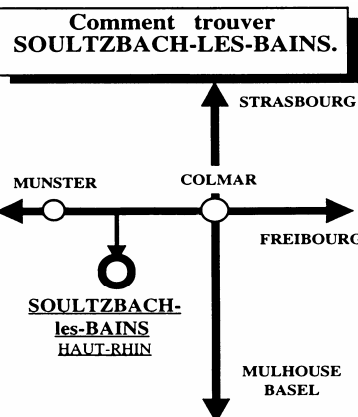 Comment trouver
SOULTZBACH-LES-BAINS.
STRASBOURG
MUNSTER
COLMAR
FREIBOURG
SOULTZBACH-
les-BAINS
HAUT-RHIN
MULHOUSE
BASEL